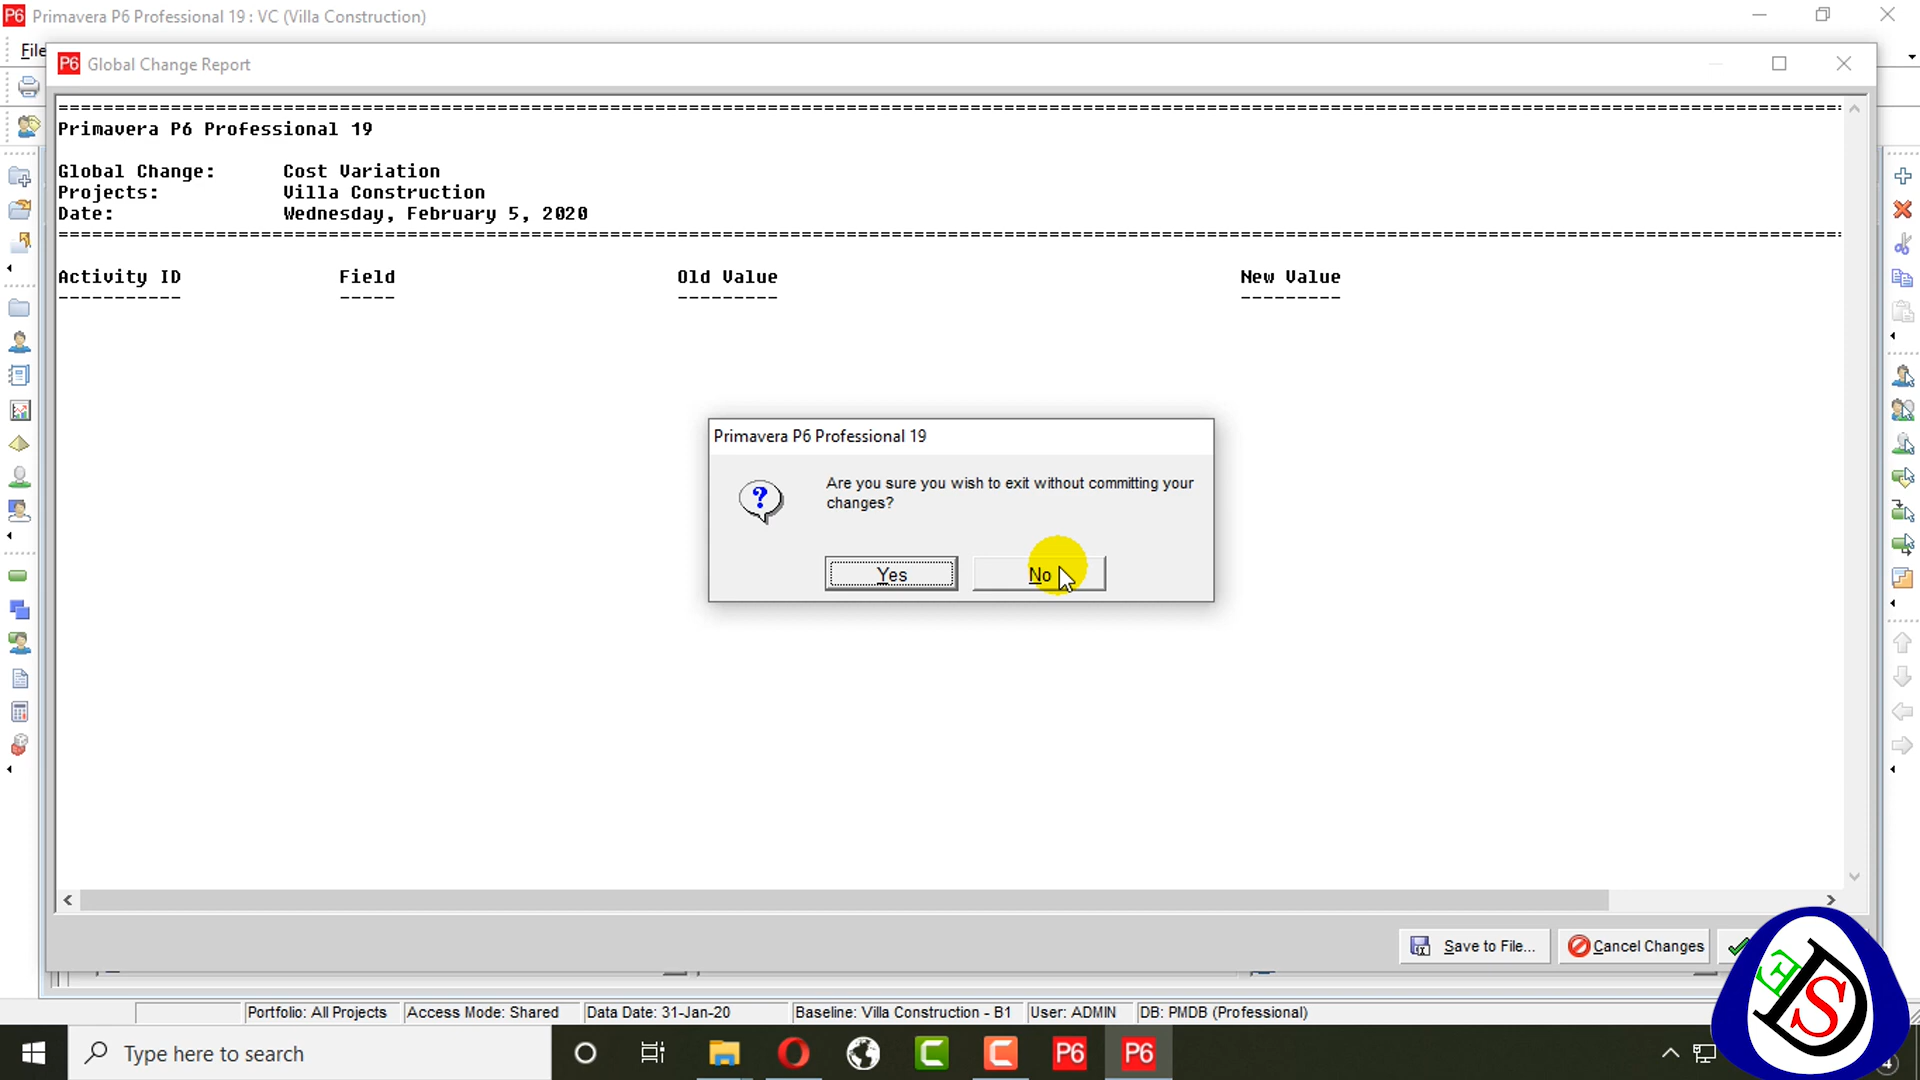 P6 Primavera P6 Professional 19 : VC (Villa Construction)
File
P6 Global Change Report
Primavera P6 Professional 19
Global Change: Cost Variation
Projects: Villa Construction
Date: Wednesday, February 5, 2020
Activity ID Field Old Value New Value
Primavera P6 Professional 19
Are you sure you wish to exit without committing your
changes?
Yes No
Save to File... Cancel Changes
Portfolio: All Projects Access Mode: Shared Data Date: 31-Jan-20 Baseline: Villa Construction - B1 User: ADMIN DB: PMDB (Professional)
Type here to search
P6 P6